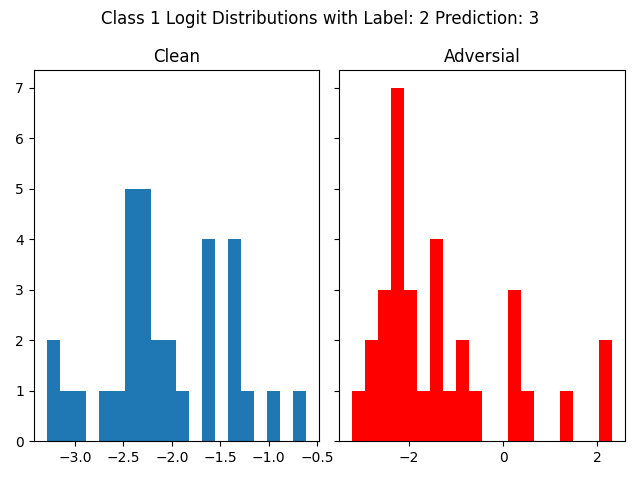 Class 1 Logit Distributions with Label: 2 Prediction: 3
Clean
Adversial
7
6
5
4
3
2
1
0
−3.0 −2.5 −2.0 −1.5 −1.0 −0.5
−2 0 2